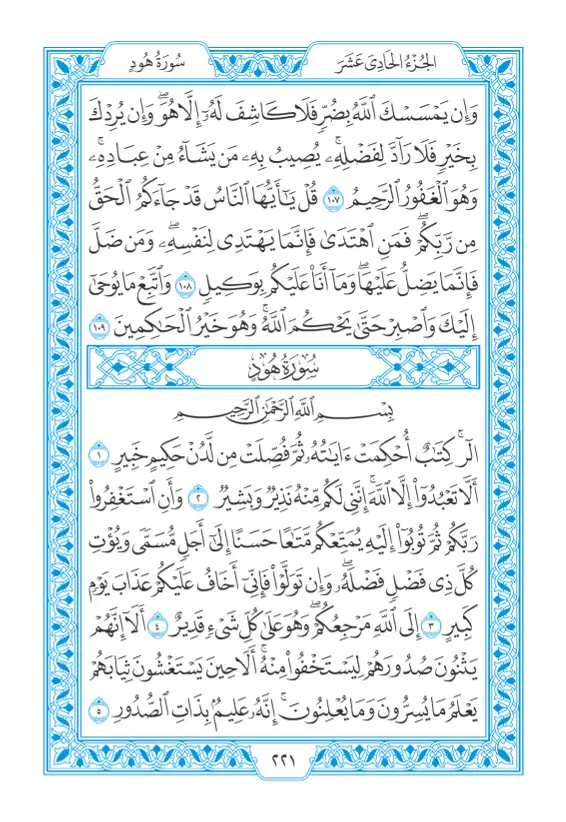 الجُزْءُ الحَادِيَ عَشَرَ
سُورَةُ هُودٍ
وَإِن يَمْسَسْكَ ٱللَّهُ بِضُرٍّ فَلَا كَاشِفَ لَهُۥٓ إِلَّا هُوَۖ وَإِن يُرِدْكَ
بِخَيْرٍ فَلَا رَآدَّ لِفَضْلِهِۦۚ يُصِيبُ بِهِۦ مَن يَشَآءُ مِنْ عِبَادِهِۦۚ
وَهُوَ ٱلْغَفُورُ ٱلرَّحِيمُ ١٠٧ قُلْ يَٰٓأَيُّهَا ٱلنَّاسُ قَدْ جَآءَكُمُ ٱلْحَقُّ
مِن رَّبِّكُمْۖ فَمَنِ ٱهْتَدَىٰ فَإِنَّمَا يَهْتَدِى لِنَفْسِهِۦۖ وَمَن ضَلَّ
فَإِنَّمَا يَضِلُّ عَلَيْهَاۖ وَمَآ أَنَا۠ عَلَيْكُم بِوَكِيلٍ ١٠٨ وَٱتَّبِعْ مَا يُوحَىٰٓ
إِلَيْكَ وَٱصْبِرْ حَتَّىٰ يَحْكُمَ ٱللَّهُۚ وَهُوَ خَيْرُ ٱلْحَٰكِمِينَ ١٠٩
سُورَةُ هُودٍ
بِسْمِ ٱللَّهِ ٱلرَّحْمَٰنِ ٱلرَّحِيمِ
الٓرۚ كِتَٰبٌ أُحْكِمَتْ ءَايَٰتُهُۥ ثُمَّ فُصِّلَتْ مِن لَّدُنْ حَكِيمٍ خَبِيرٍ ١
أَلَّا تَعْبُدُوٓا۟ إِلَّا ٱللَّهَۚ إِنَّنِى لَكُم مِّنْهُ نَذِيرٌ وَبَشِيرٌ ٢ وَأَنِ ٱسْتَغْفِرُوا۟
رَبَّكُمْ ثُمَّ تُوبُوٓا۟ إِلَيْهِ يُمَتِّعْكُم مَّتَٰعًا حَسَنًا إِلَىٰٓ أَجَلٍ مُّسَمًّى وَيُؤْتِ
كُلَّ ذِى فَضْلٍ فَضْلَهُۥۖ وَإِن تَوَلَّوْا۟ فَإِنِّىٓ أَخَافُ عَلَيْكُمْ عَذَابَ يَوْمٍ
كَبِيرٍ ٣ إِلَى ٱللَّهِ مَرْجِعُكُمْۖ وَهُوَ عَلَىٰ كُلِّ شَىْءٍ قَدِيرٌ ٤ أَلَآ إِنَّهُمْ
يَثْنُونَ صُدُورَهُمْ لِيَسْتَخْفُوا۟ مِنْهُۚ أَلَا حِينَ يَسْتَغْشُونَ ثِيَابَهُمْ
يَعْلَمُ مَا يُسِرُّونَ وَمَا يُعْلِنُونَۚ إِنَّهُۥ عَلِيمٌۢ بِذَاتِ ٱلصُّدُورِ ٥
٢٢١